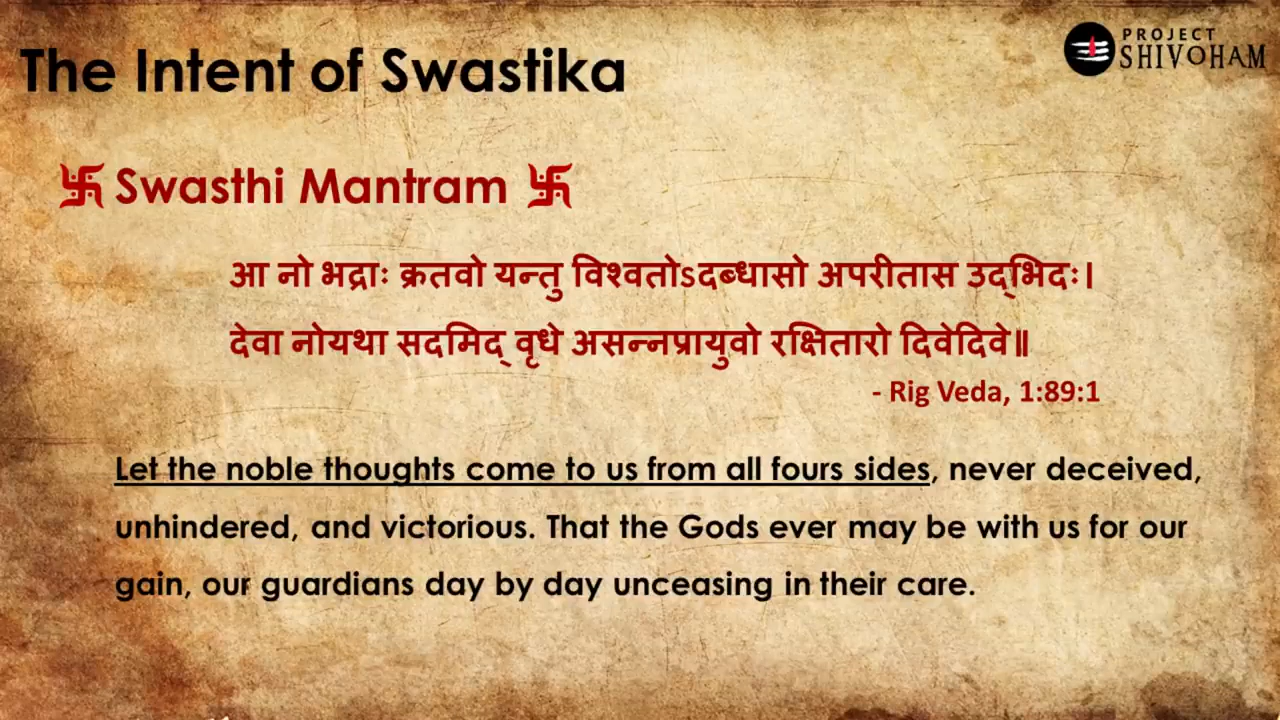 The Intent of Swastika
PROJECT
SHIVOHAM
卐 Swasthi Mantram 卐
आ नो भद्राः क्रतवो यन्तु विश्वतोऽदब्धासो अपरीतास उद्भिदः।
देवा नोयथा सदमिद् वृधे असन्नप्रायुवो रक्षितारो दिवेदिवे॥
- Rig Veda, 1:89:1
Let the noble thoughts come to us from all fours sides, never deceived,
unhindered, and victorious. That the Gods ever may be with us for our
gain, our guardians day by day unceasing in their care.